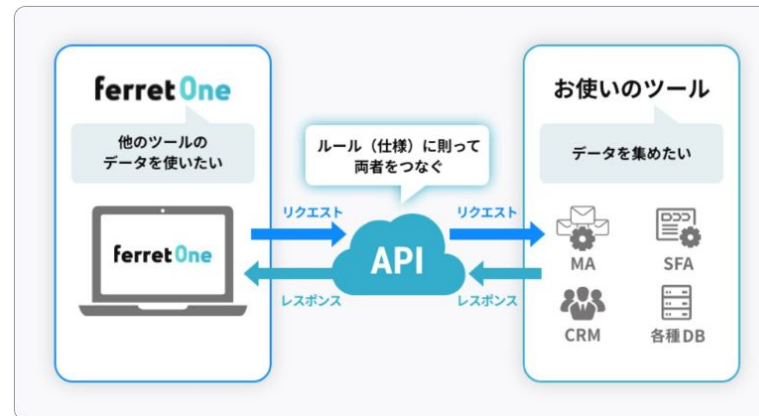 ferret One
他のツールの
データを使いたい
ferret One
ルール（仕様）に則って
両者をつなぐ
リクエスト
リクエスト
API
レスポンス
レスポンス
お使いのツール
データを集めたい
MA
SFA
CRM
各種DB